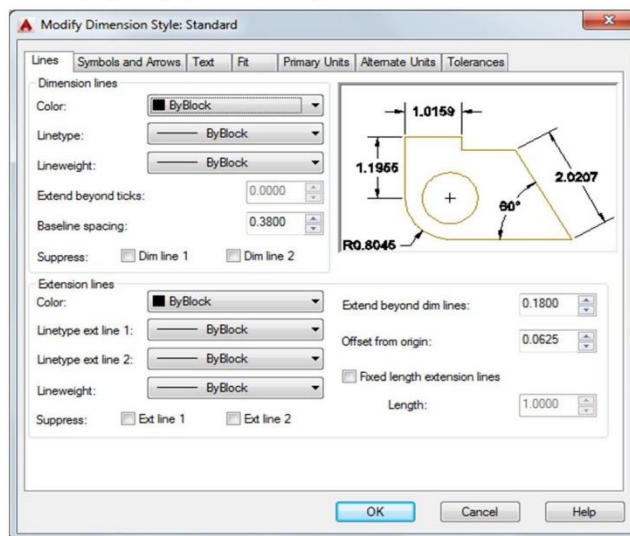 Modify Dimension Style: Standard
Lines Symbols and Arrows Text Fit Primary Units Alternate Units Tolerances
Dimension lines
Color: ByBlock
Linetype: ByBlock
Lineweight: ByBlock
Extend beyond ticks: 0.0000
Baseline spacing: 0.3800
Suppress: Dim line 1 Dim line 2
1.0159
1.1955
2.0207
60°
R0.8045
Extension lines
Color: ByBlock
Linetype ext line 1: ByBlock
Linetype ext line 2: ByBlock
Lineweight: ByBlock
Suppress: Ext line 1 Ext line 2
Extend beyond dim lines: 0.1800
Offset from origin: 0.0625
Fixed length extension lines
Length: 1.0000
OK Cancel Help